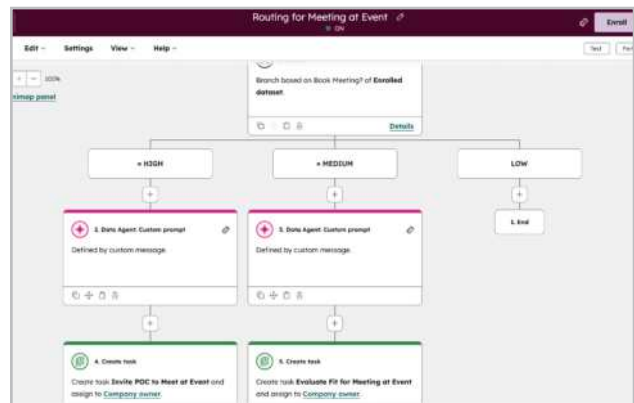 Routing for Meeting at Event
ON
Enroll
Edit
Settings
View
Help
Test
100%
Branch based on Book Meeting? of Enrolled
dataset.
Details
= HIGH
= MEDIUM
LOW
2. Data Agent: Custom prompt
Defined by custom message.
3. Data Agent: Custom prompt
Defined by custom message.
1. End
4. Create task
Create task Invite POC to Meet at Event and
assign to Company owner.
5. Create task
Create task Evaluate Fit for Meeting at Event
and assign to Company owner.